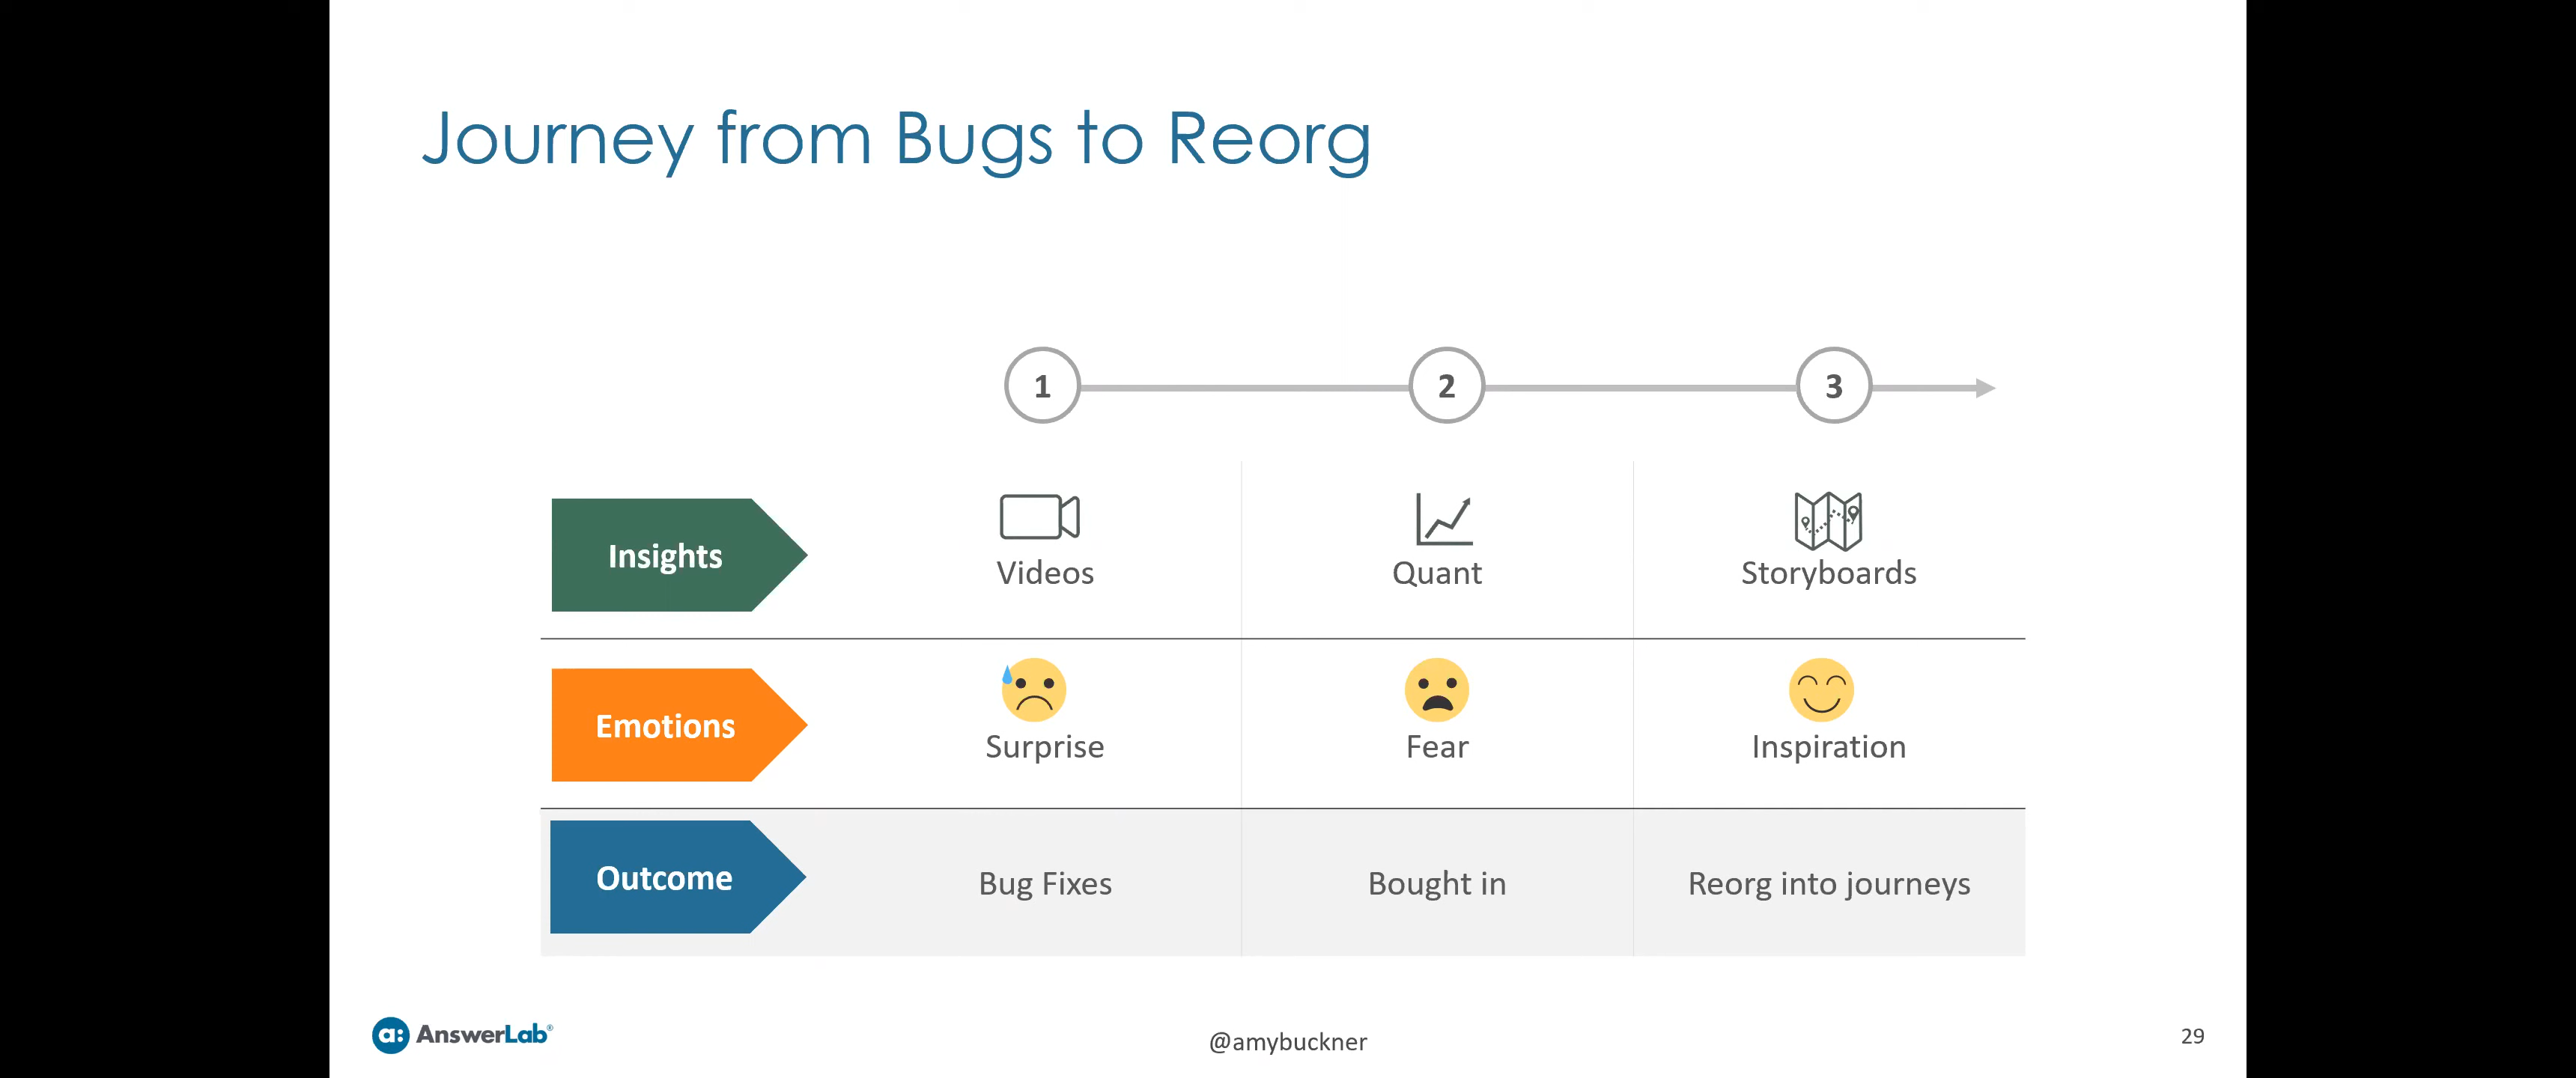 Journey from Bugs to Reorg
1 2 3
Insights
Videos Quant Storyboards
Emotions
Surprise Fear Inspiration
Outcome
Bug Fixes Bought in Reorg into journeys
a: AnswerLab®
@amybuckner
29